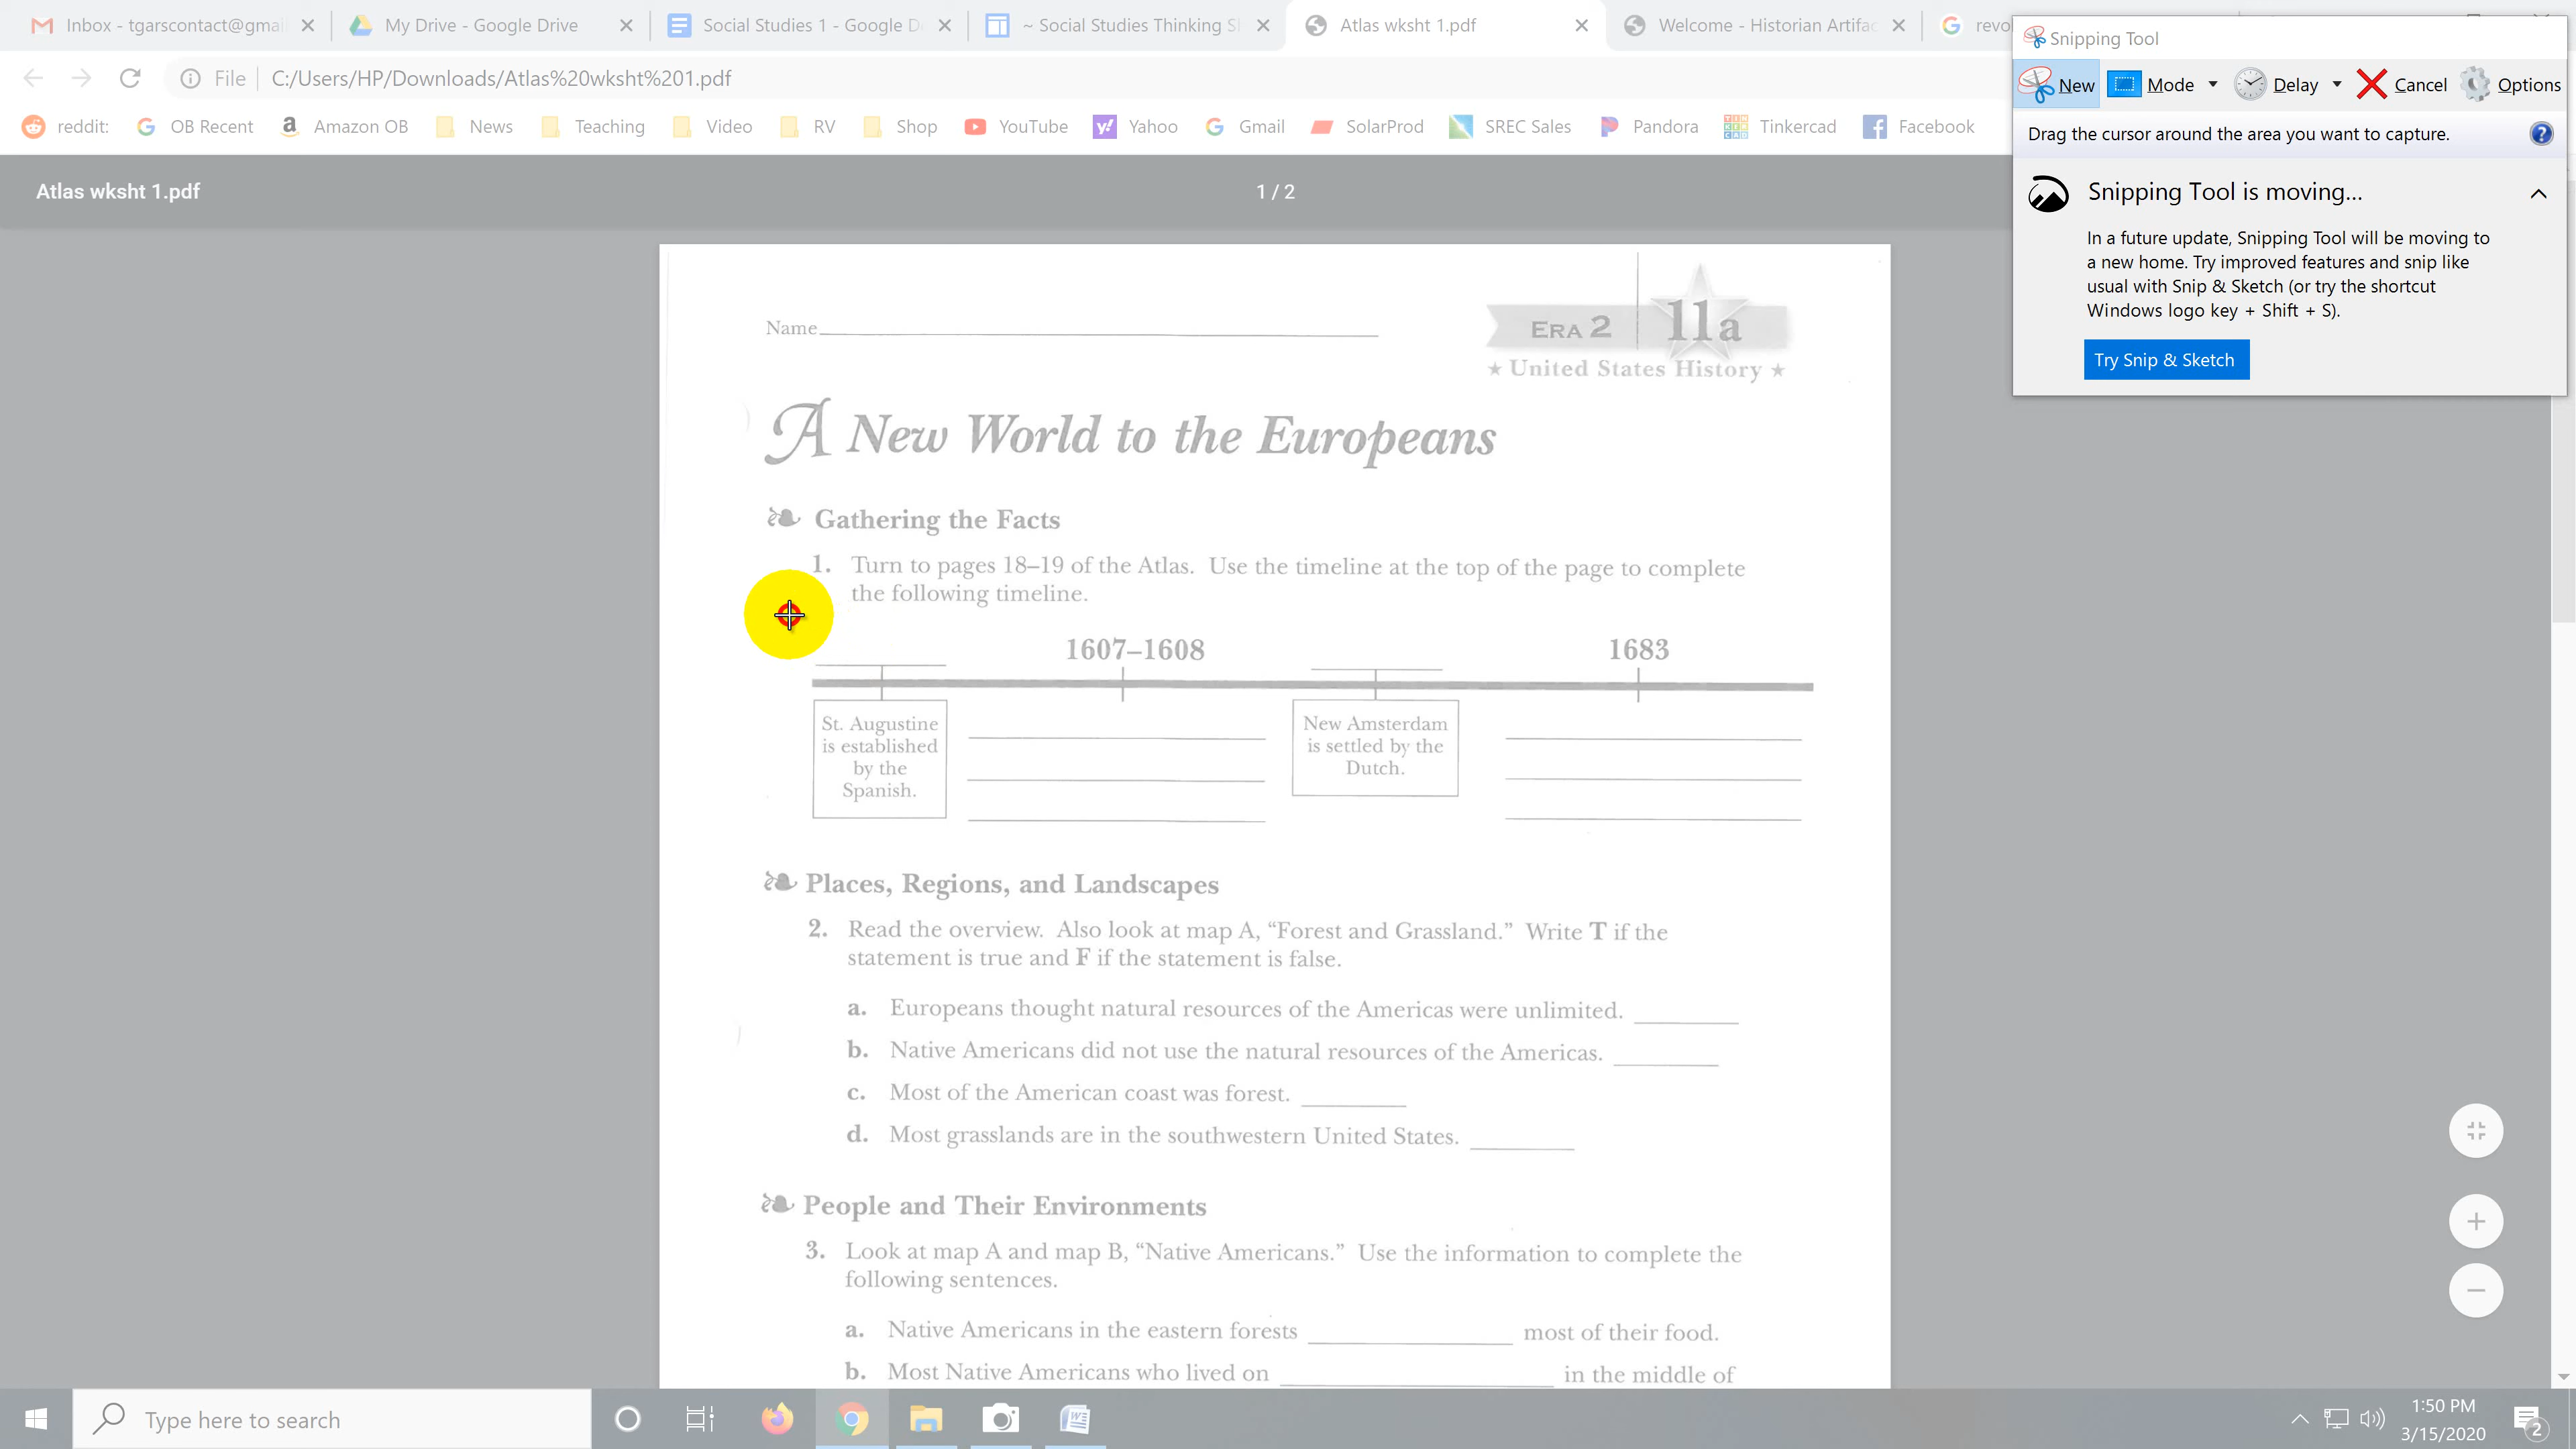 Inbox - tgarscontact@gmai
My Drive - Google Drive
Social Studies 1 - Google D
~ Social Studies Thinking Sl
Atlas wksht 1.pdf
Welcome - Historian Artifac
revo
File
C:/Users/HP/Downloads/Atlas%20wksht%201.pdf
reddit:
OB Recent
Amazon OB
News
Teaching
Video
RV
Shop
YouTube
Yahoo
Gmail
SolarProd
SREC Sales
Pandora
Tinkercad
Facebook
Snipping Tool
New
Mode
Delay
Cancel
Options
Drag the cursor around the area you want to capture.
Snipping Tool is moving...
In a future update, Snipping Tool will be moving to
a new home. Try improved features and snip like
usual with Snip & Sketch (or try the shortcut
Windows logo key + Shift + S).
Try Snip & Sketch
Atlas wksht 1.pdf
1 / 2
Name
ERA 2
11a
★ United States History ★
A New World to the Europeans
Gathering the Facts
1. Turn to pages 18–19 of the Atlas. Use the timeline at the top of the page to complete
the following timeline.
1607–1608
1683
St. Augustine
is established
by the
Spanish.
New Amsterdam
is settled by the
Dutch.
Places, Regions, and Landscapes
2. Read the overview. Also look at map A, “Forest and Grassland.” Write T if the
statement is true and F if the statement is false.
a. Europeans thought natural resources of the Americas were unlimited.
b. Native Americans did not use the natural resources of the Americas.
c. Most of the American coast was forest.
d. Most grasslands are in the southwestern United States.
People and Their Environments
3. Look at map A and map B, “Native Americans.” Use the information to complete the
following sentences.
a. Native Americans in the eastern forests ____ most of their food.
b. Most Native Americans who lived on ____ in the middle of
Type here to search
1:50 PM
3/15/2020
2